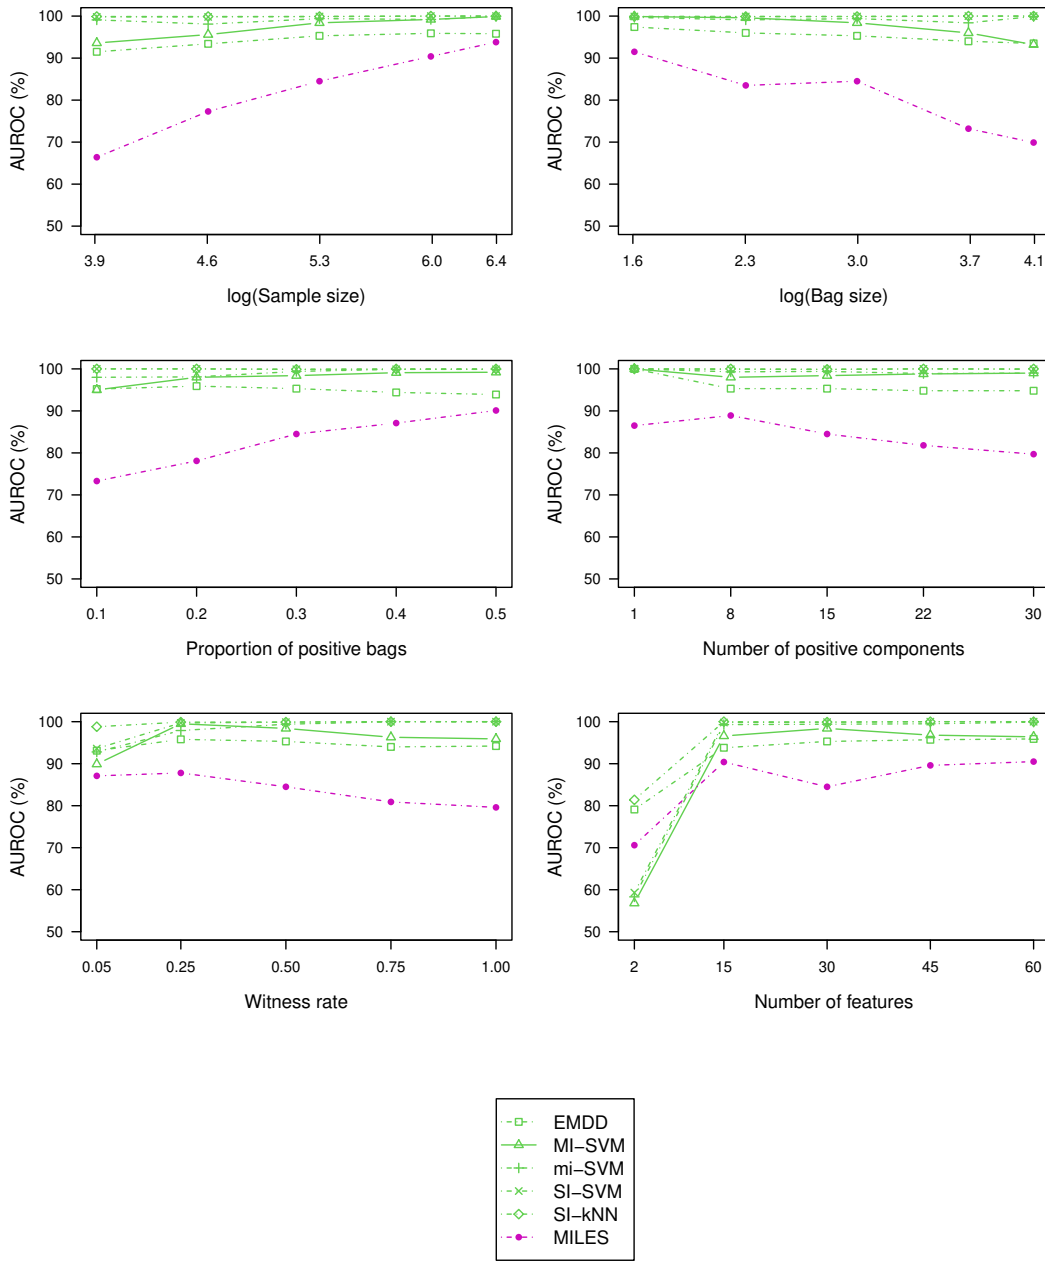 AUROC (%)
100
90
80
70
60
50
3.9 4.6 5.3 6.0 6.4
log(Sample size)
AUROC (%)
100
90
80
70
60
50
1.6 2.3 3.0 3.7 4.1
log(Bag size)
AUROC (%)
100
90
80
70
60
50
0.1 0.2 0.3 0.4 0.5
Proportion of positive bags
AUROC (%)
100
90
80
70
60
50
1 8 15 22 30
Number of positive components
AUROC (%)
100
90
80
70
60
50
0.05 0.25 0.50 0.75 1.00
Witness rate
AUROC (%)
100
90
80
70
60
50
2 15 30 45 60
Number of features
EMDD
MI−SVM
mi−SVM
SI−SVM
SI−kNN
MILES